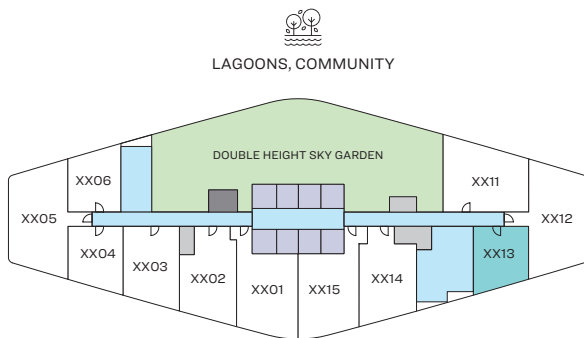 LAGOONS, COMMUNITY
DOUBLE HEIGHT SKY GARDEN
XX06
XX11
XX05
XX12
XX04
XX03
XX02
XX01
XX15
XX14
XX13